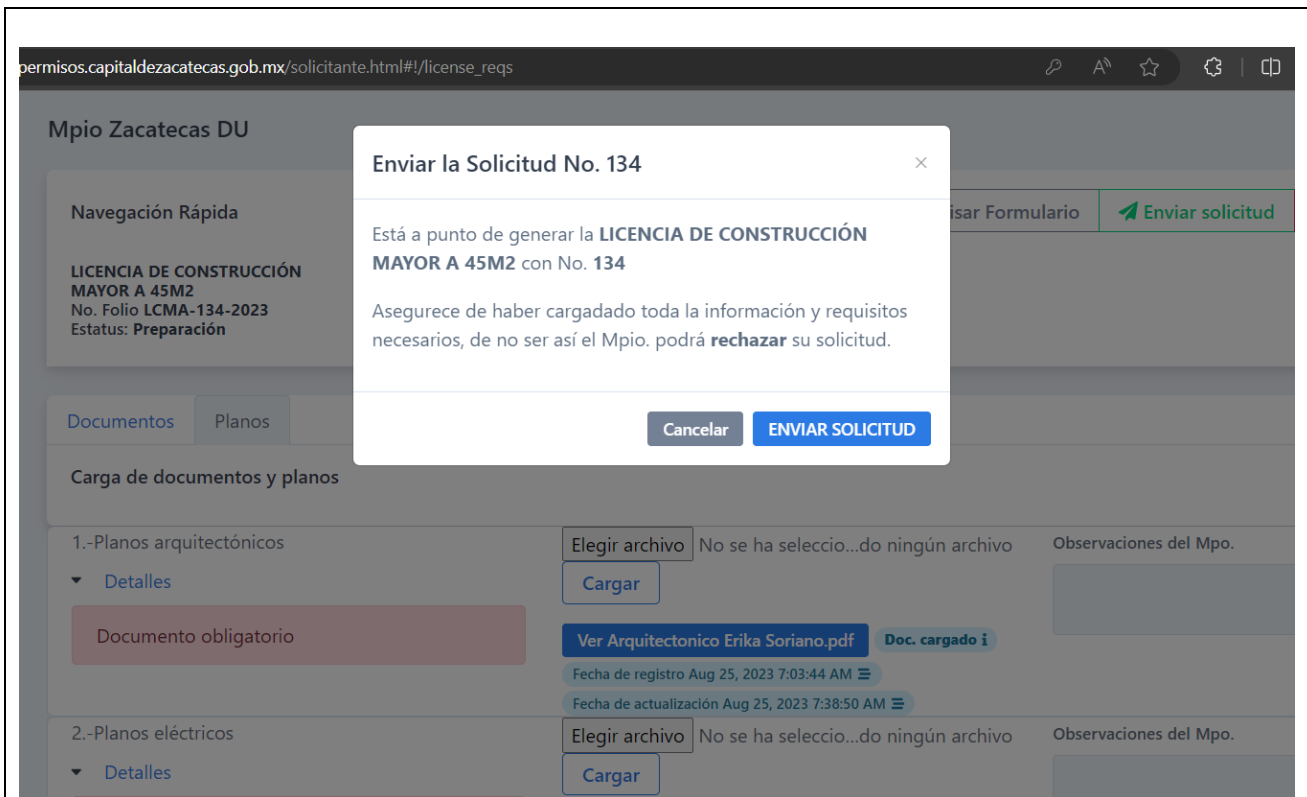 permisos.capitaldezacatecas.gob.mx/solicitante.html#!/license_reqs
Mpio Zacatecas DU
Navegación Rápida
LICENCIA DE CONSTRUCCIÓN
MAYOR A 45M2
No. Folio LCMA-134-2023
Estatus: Preparación
isar Formulario
Enviar solicitud
Enviar la Solicitud No. 134
×
Está a punto de generar la LICENCIA DE CONSTRUCCIÓN
MAYOR A 45M2 con No. 134
Asegurece de haber cargadado toda la información y requisitos
necesarios, de no ser así el Mpio. podrá rechazar su solicitud.
Cancelar
ENVIAR SOLICITUD
Documentos
Planos
Carga de documentos y planos
1.-Planos arquitectónicos
Detalles
Documento obligatorio
Elegir archivo No se ha seleccio...do ningún archivo
Cargar
Ver Arquitectonico Erika Soriano.pdf
Doc. cargado
Fecha de registro Aug 25, 2023 7:03:44 AM
Fecha de actualización Aug 25, 2023 7:38:50 AM
Observaciones del Mpo.
2.-Planos eléctricos
Detalles
Elegir archivo No se ha seleccio...do ningún archivo
Cargar
Observaciones del Mpo.